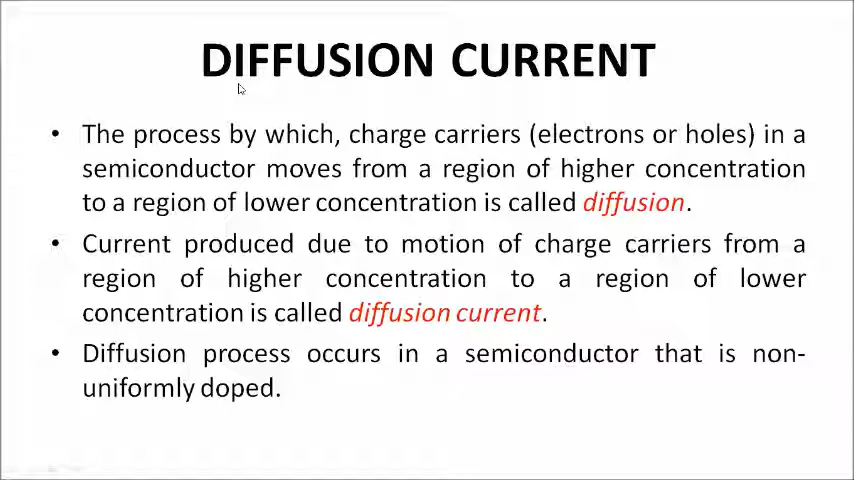 DIFFUSION CURRENT
• The process by which, charge carriers (electrons or holes) in a
semiconductor moves from a region of higher concentration
to a region of lower concentration is called diffusion.
• Current produced due to motion of charge carriers from a
region of higher concentration to a region of lower
concentration is called diffusion current.
• Diffusion process occurs in a semiconductor that is non-
uniformly doped.